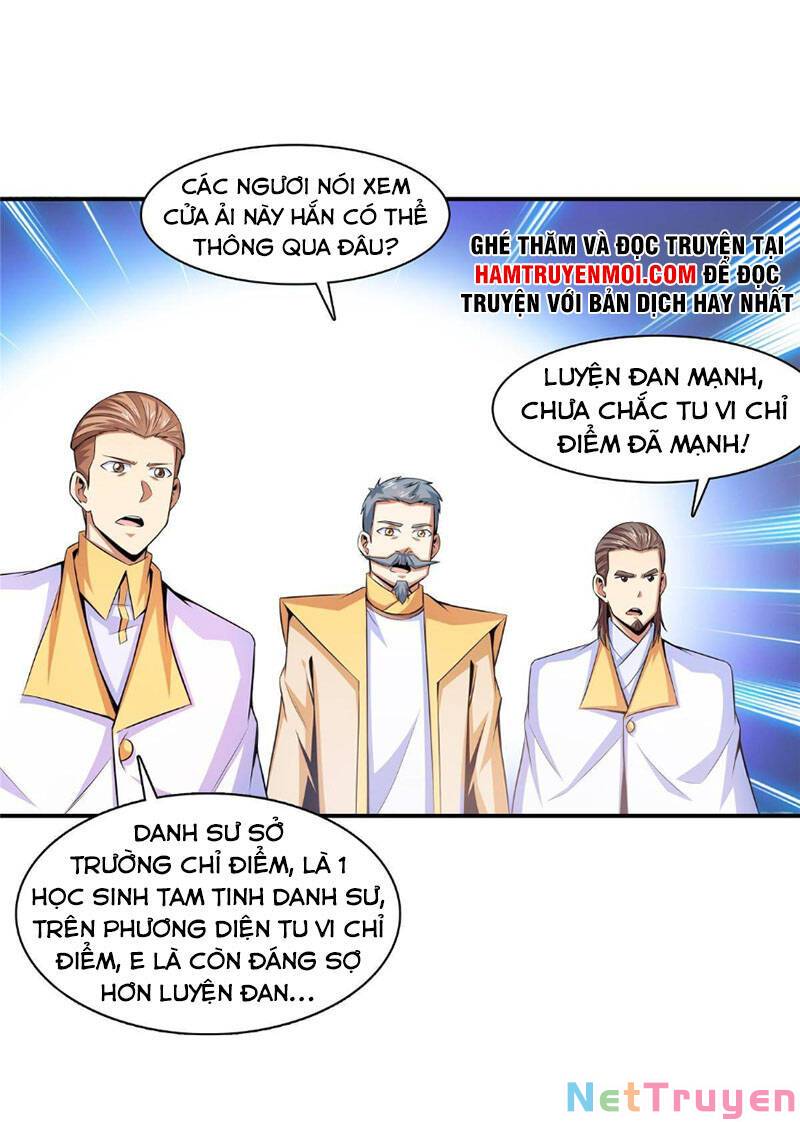 CÁC NGƯƠI NÓI XEM
CỬA ẢI NÀY HẮN CÓ THỂ
THÔNG QUA ĐÂU?
GHÉ THĂM VÀ ĐỌC TRUYỆN TẠI
HAMTRUYENMOI.COM ĐỂ ĐỌC
TRUYỆN VỚI BẢN DỊCH HAY NHẤT
LUYỆN ĐAN MẠNH,
CHƯA CHẮC TU VI CHỈ
ĐIỂM ĐÃ MẠNH!
DANH SƯ SỞ
TRƯỜNG CHỈ ĐIỂM, LÀ 1
HỌC SINH TAM TINH DANH SƯ,
TRÊN PHƯƠNG DIỆN TU VI CHỈ
ĐIỂM, E LÀ CÒN ĐÁNG SỢ
HƠN LUYỆN ĐAN...
NetTruyen